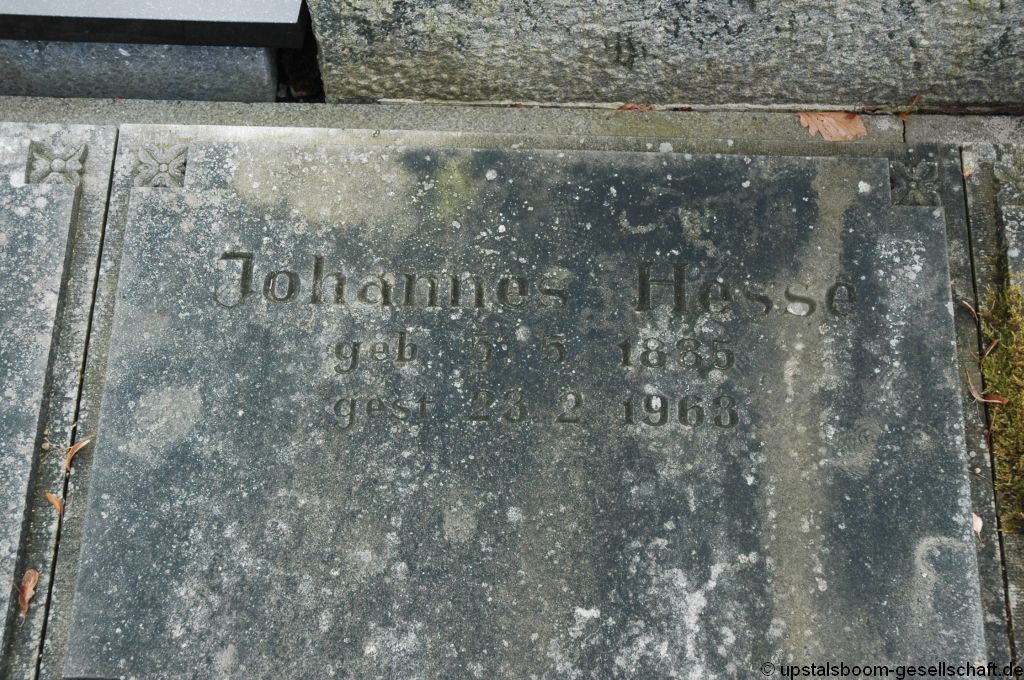 Johannes Hesse
geb. 5. 5. 1885
gest. 23. 2. 1963
© upstalsboom-gesellschaft.de